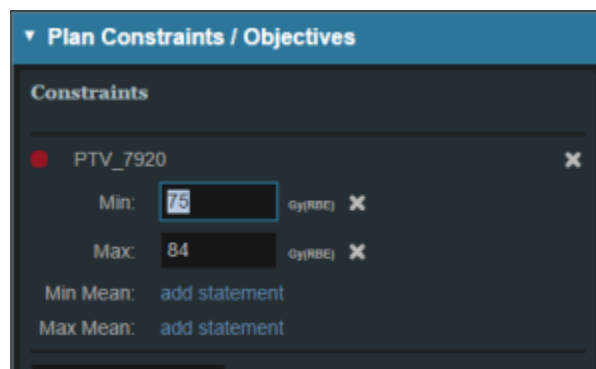 Plan Constraints / Objectives
Constraints
PTV_7920
Min: 75 Gy(RBE)
Max: 84 Gy(RBE)
Min Mean: add statement
Max Mean: add statement